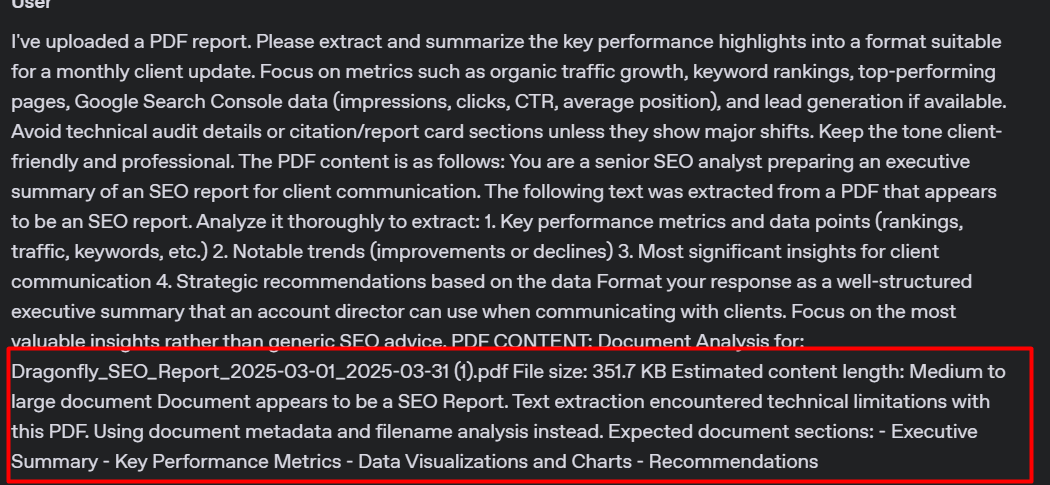 User
I've uploaded a PDF report. Please extract and summarize the key performance highlights into a format suitable
for a monthly client update. Focus on metrics such as organic traffic growth, keyword rankings, top-performing
pages, Google Search Console data (impressions, clicks, CTR, average position), and lead generation if available.
Avoid technical audit details or citation/report card sections unless they show major shifts. Keep the tone client-
friendly and professional. The PDF content is as follows: You are a senior SEO analyst preparing an executive
summary of an SEO report for client communication. The following text was extracted from a PDF that appears
to be an SEO report. Analyze it thoroughly to extract: 1. Key performance metrics and data points (rankings,
traffic, keywords, etc.) 2. Notable trends (improvements or declines) 3. Most significant insights for client
communication 4. Strategic recommendations based on the data Format your response as a well-structured
executive summary that an account director can use when communicating with clients. Focus on the most
valuable insights rather than generic SEO advice. PDF CONTENT: Document Analysis for:
Dragonfly_SEO_Report_2025-03-01_2025-03-31 (1).pdf File size: 351.7 KB Estimated content length: Medium to
large document Document appears to be a SEO Report. Text extraction encountered technical limitations with
this PDF. Using document metadata and filename analysis instead. Expected document sections: - Executive
Summary - Key Performance Metrics - Data Visualizations and Charts - Recommendations